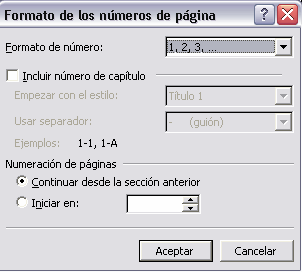 Formato de los números de página
Formato de número: 1, 2, 3, ...
Incluir número de capítulo
Empezar con el estilo: Título 1
Usar separador: - (guión)
Ejemplos: 1-1, 1-A
Numeración de páginas
Continuar desde la sección anterior
Iniciar en:
Aceptar Cancelar